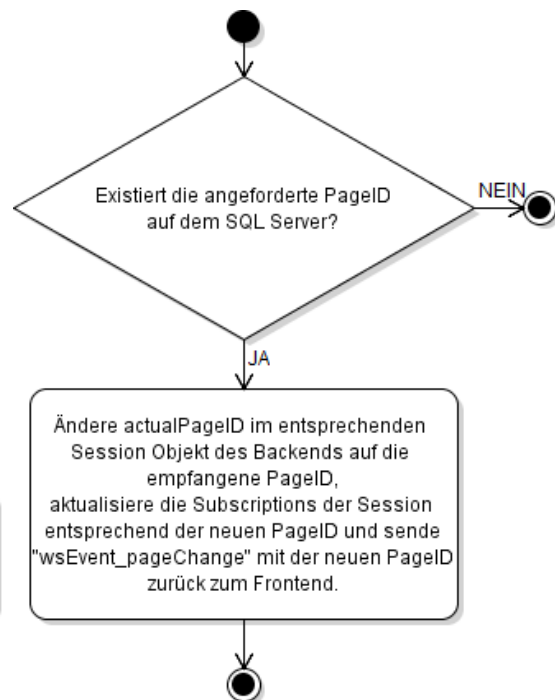 Existiert die angeforderte PageID
auf dem SQL Server?
NEIN
JA
Ändere actualPageID im entsprechenden
Session Objekt des Backends auf die
empfangene PageID,
aktualisiere die Subscriptions der Session
entsprechend der neuen PageID und sende
"wsEvent_pageChange" mit der neuen PageID
zurück zum Frontend.